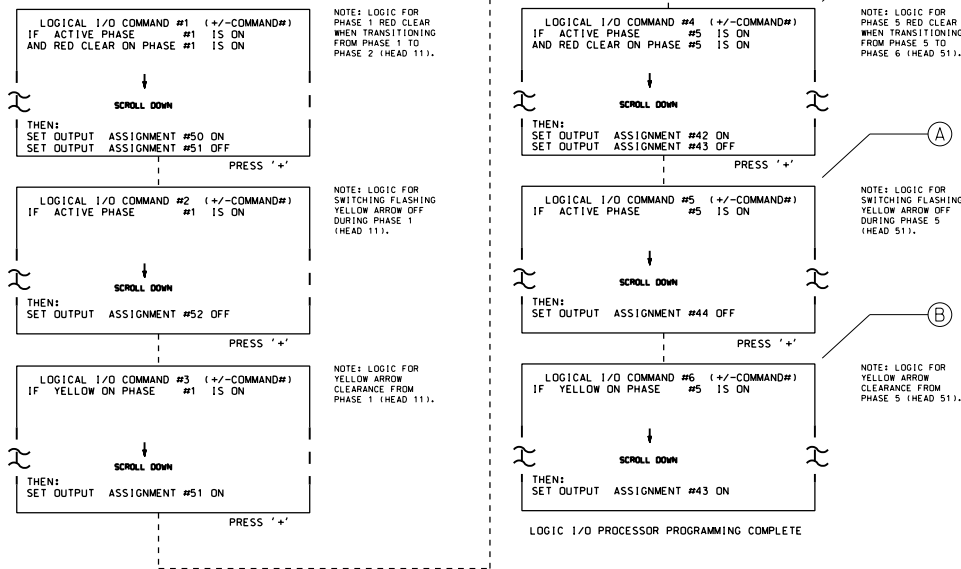 LOGICAL I/O COMMAND #1 (+/-COMMAND#)
IF ACTIVE PHASE #1 IS ON
AND RED CLEAR ON PHASE #1 IS ON
SCROLL DOWN
THEN:
SET OUTPUT ASSIGNMENT #50 ON
SET OUTPUT ASSIGNMENT #51 OFF
PRESS '+'
NOTE: LOGIC FOR
PHASE 1 RED CLEAR
WHEN TRANSITIONING
FROM PHASE 1 TO
PHASE 2 (HEAD 11).
LOGICAL I/O COMMAND #2 (+/-COMMAND#)
IF ACTIVE PHASE #1 IS ON
SCROLL DOWN
THEN:
SET OUTPUT ASSIGNMENT #52 OFF
PRESS '+'
NOTE: LOGIC FOR
SWITCHING FLASHING
YELLOW ARROW OFF
DURING PHASE 1
(HEAD 11).
LOGICAL I/O COMMAND #3 (+/-COMMAND#)
IF YELLOW ON PHASE #1 IS ON
SCROLL DOWN
THEN:
SET OUTPUT ASSIGNMENT #51 ON
PRESS '+'
NOTE: LOGIC FOR
YELLOW ARROW
CLEARANCE FROM
PHASE 1 (HEAD 11).
LOGICAL I/O COMMAND #4 (+/-COMMAND#)
IF ACTIVE PHASE #5 IS ON
AND RED CLEAR ON PHASE #5 IS ON
SCROLL DOWN
THEN:
SET OUTPUT ASSIGNMENT #42 ON
SET OUTPUT ASSIGNMENT #43 OFF
PRESS '+'
NOTE: LOGIC FOR
PHASE 5 RED CLEAR
WHEN TRANSITIONING
FROM PHASE 5 TO
PHASE 6 (HEAD 51).
A
LOGICAL I/O COMMAND #5 (+/-COMMAND#)
IF ACTIVE PHASE #5 IS ON
SCROLL DOWN
THEN:
SET OUTPUT ASSIGNMENT #44 OFF
PRESS '+'
NOTE: LOGIC FOR
SWITCHING FLASHING
YELLOW ARROW OFF
DURING PHASE 5
(HEAD 51).
B
LOGICAL I/O COMMAND #6 (+/-COMMAND#)
IF YELLOW ON PHASE #5 IS ON
SCROLL DOWN
THEN:
SET OUTPUT ASSIGNMENT #43 ON
NOTE: LOGIC FOR
YELLOW ARROW
CLEARANCE FROM
PHASE 5 (HEAD 51).
LOGIC I/O PROCESSOR PROGRAMMING COMPLETE